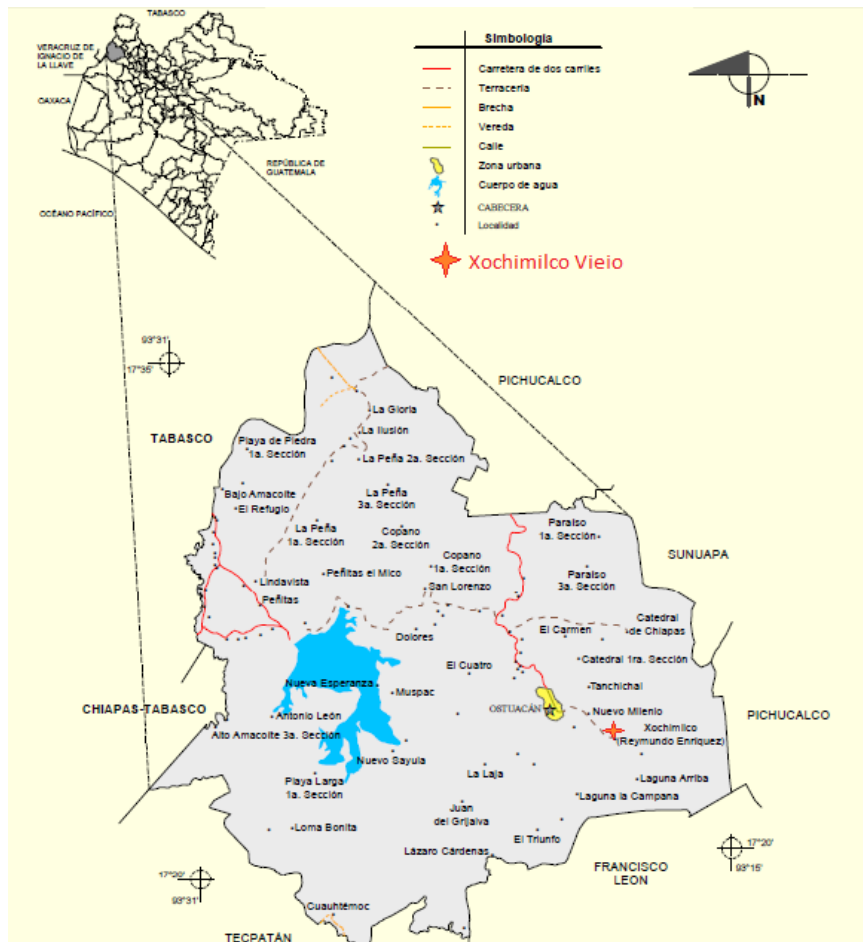 TABASCO
VERACRUZ DE
IGNACIO DE
LA LLAVE
OAXACA
REPÚBLICA DE
GUATEMALA
OCÉANO PACÍFICO
Simbología
Carretera de dos carriles
Terracería
Brecha
Vereda
Calle
Zona urbana
Cuerpo de agua
CABECERA
Localidad
Xochimilco Vieio
N
93°31'
17°35'
PICHUCALCO
TABASCO
La Gloria
La Ilusión
Playa de Piedra
1a. Sección
La Peña 2a. Sección
Bajo Amacoite
El Refugio
La Peña
3a. Sección
La Peña
1a. Sección
Copano
2a. Sección
Paraíso
1a. Sección
SUNUAPA
Copano
1a. Sección
Paraíso
3a. Sección
Lindavista
Peñitas el Mico
San Lorenzo
Peñitas
Dolores
El Carmen
Catedral
de Chiapas
El Cuatro
Catedral 1ra. Sección
Nueva Esperanza
Muspac
Tanchichal
CHIAPAS-TABASCO
Antonio León
OSTUACÁN
Nuevo Milenio
PICHUCALCO
Alto Amacoite 3a. Sección
Xochimilco
(Reymundo Enríquez)
Nuevo Sayula
La Laja
Laguna Arriba
Playa Larga
1a. Sección
Laguna la Campana
Juan
del Grijalva
Loma Bonita
El Triunfo
Lázaro Cárdenas
17°20'
93°15'
FRANCISCO
LEON
17°20'
93°31'
Cuauhtémoc
TECPATÁN